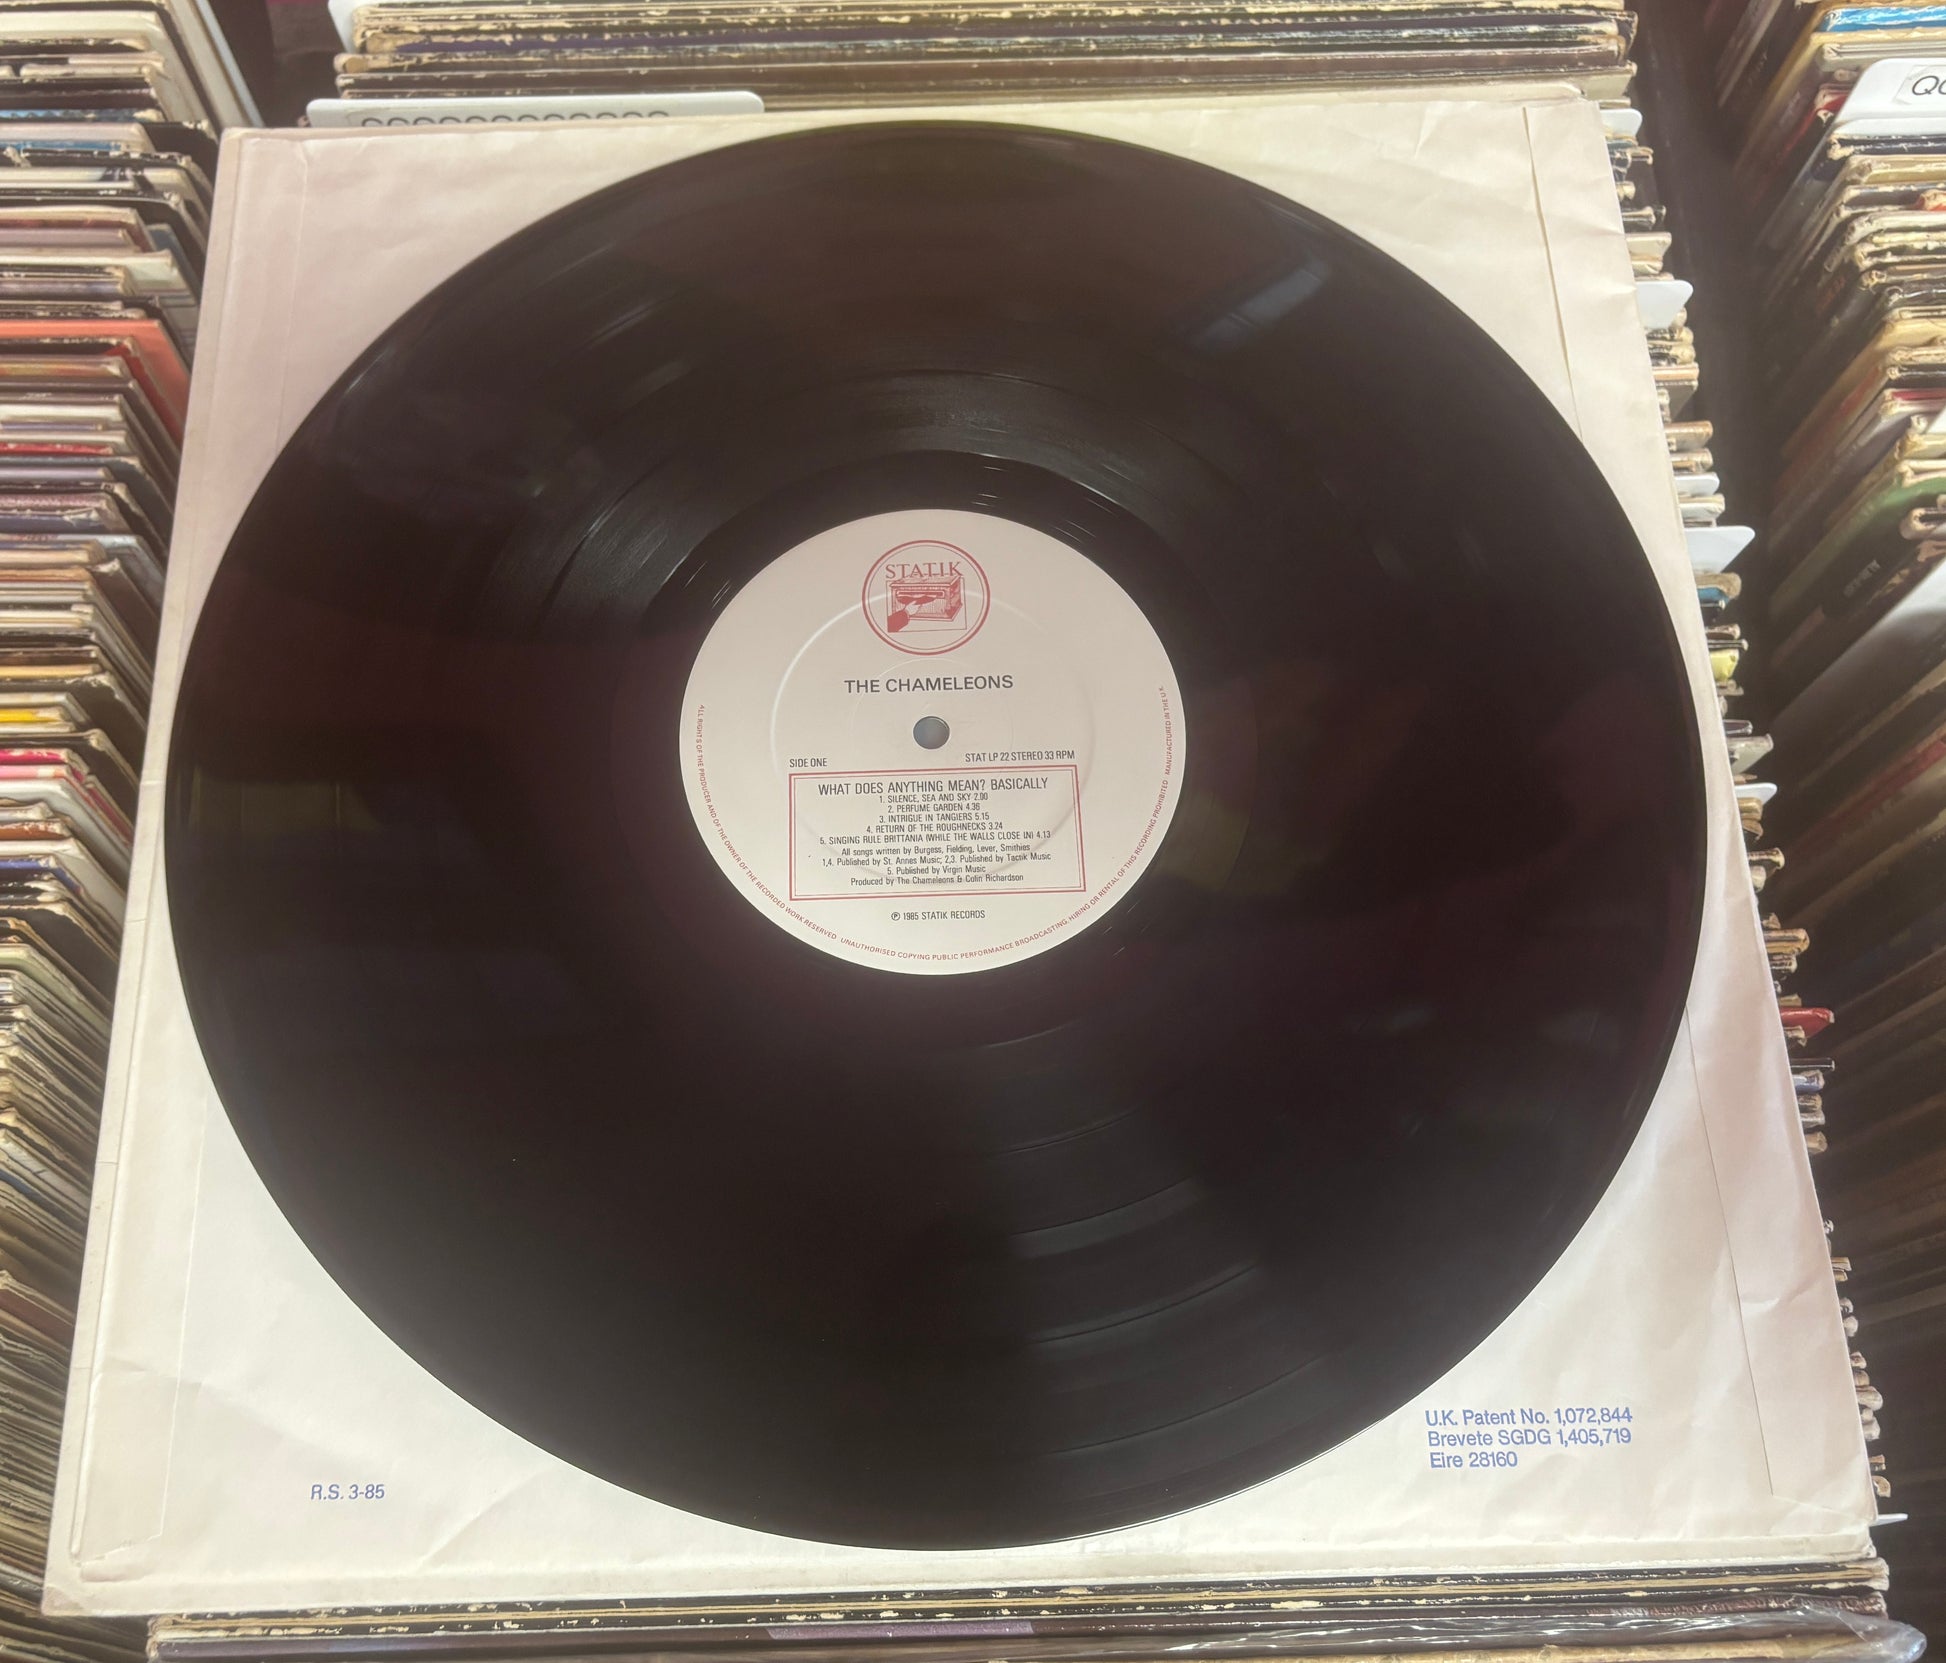 STATIK
THE CHAMELEONS
SIDE ONE
STAT LP 22 STEREO 33 RPM
WHAT DOES ANYTHING MEAN? BASICALLY
1. SILENCE, SEA AND SKY 2.00
2. PERFUME GARDEN 4.36
3. INTRIGUE IN TANGIERS 5.15
4. RETURN OF THE ROUGHNECKS 3.24
5. SINGING RULE BRITTANIA (WHILE THE WALLS CLOSE IN) 4.13
All songs written by Burgess, Fielding, Lever, Smithies
1,4. Published by St. Annes Music; 2,3. Published by Tactik Music
5. Published by Virgin Music
Produced by The Chameleons & Colin Richardson
℗ 1985 STATIK RECORDS
ALL RIGHTS OF THE PRODUCER AND OF THE OWNER OF THE RECORDED WORK RESERVED UNAUTHORISED COPYING PUBLIC PERFORMANCE BROADCASTING HIRING OR RENTAL OF THIS RECORDING PROHIBITED MANUFACTURED IN THE U.K.
U.K. Patent No. 1,072,844
Brevete SGDG 1,405,719
Eire 28160
R.S. 3-85